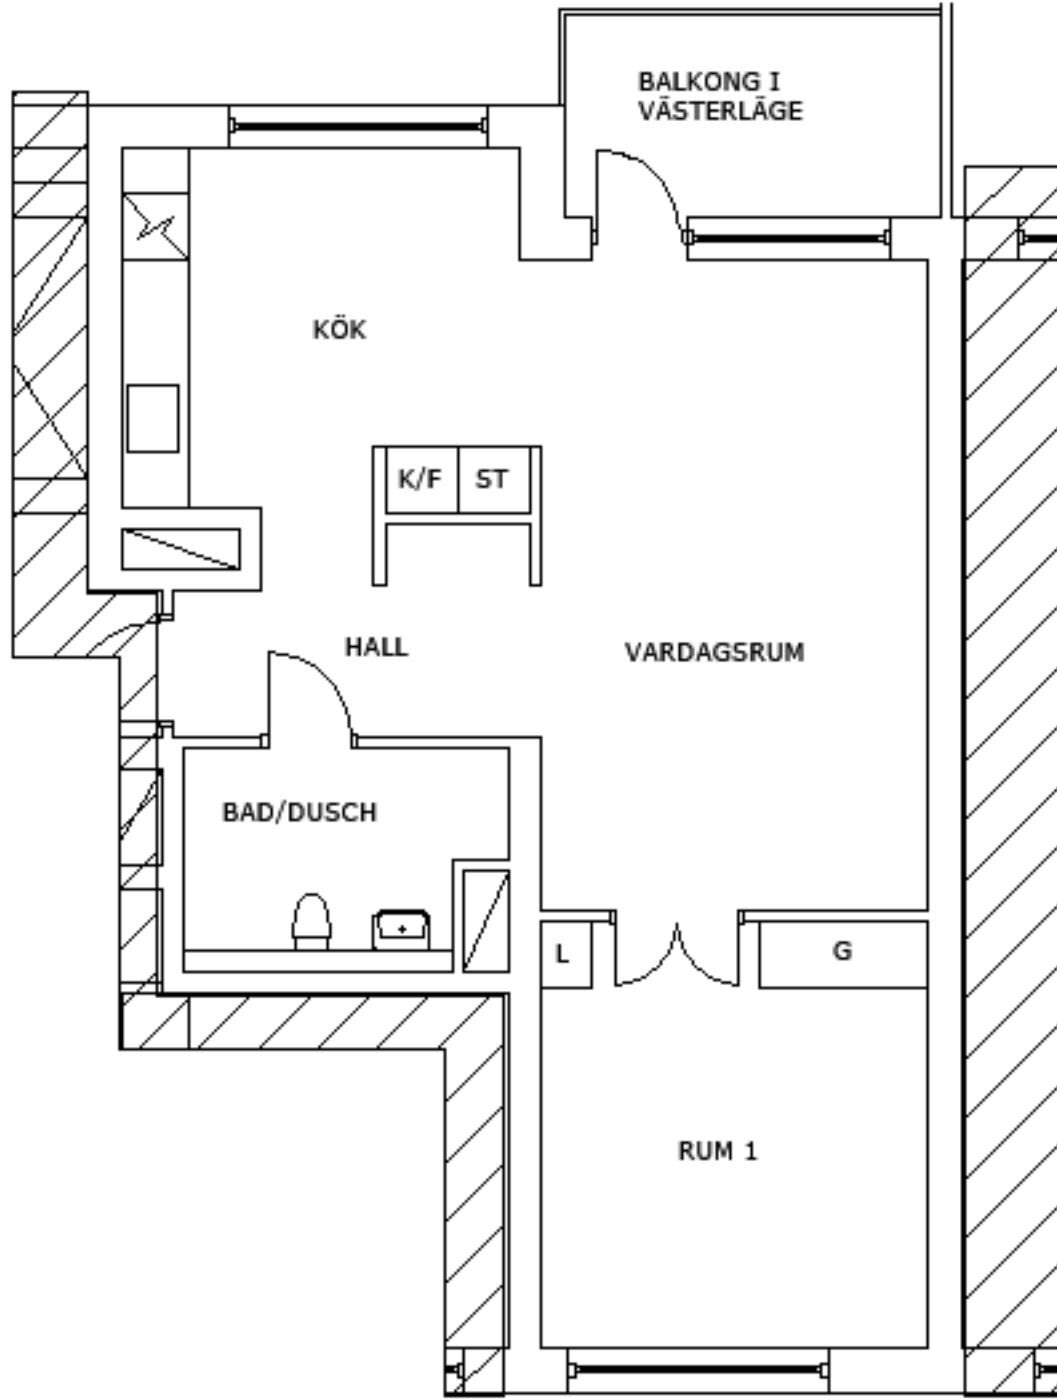 BALKONG I
VÄSTERLÄGE
KÖK
K/F
ST
HALL
VARDAGSRUM
BAD/DUSCH
L
G
RUM 1